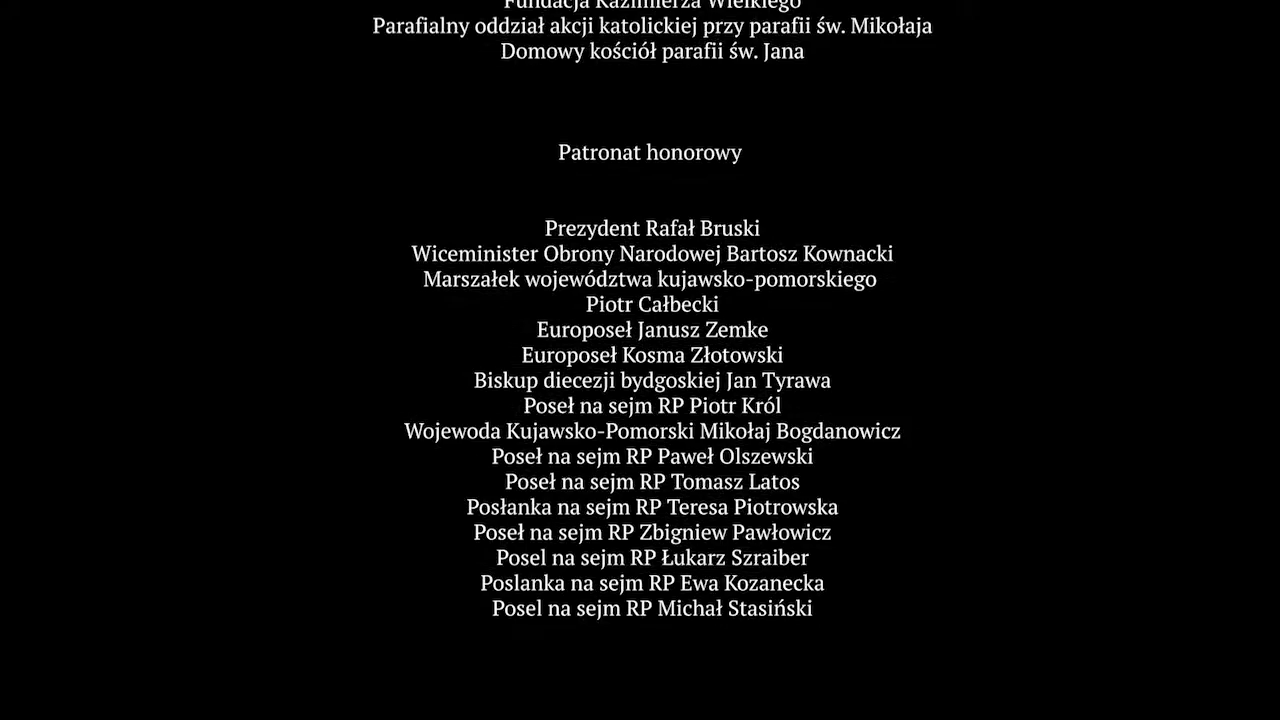 Fundacja Kazimierza Wielkiego
Parafialny oddział akcji katolickiej przy parafii św. Mikołaja
Domowy kościół parafii św. Jana
Patronat honorowy
Prezydent Rafał Bruski
Wiceminister Obrony Narodowej Bartosz Kownacki
Marszałek województwa kujawsko-pomorskiego
Piotr Całbecki
Europoseł Janusz Zemke
Europoseł Kosma Złotowski
Biskup diecezji bydgoskiej Jan Tyrawa
Poseł na sejm RP Piotr Król
Wojewoda Kujawsko-Pomorski Mikołaj Bogdanowicz
Poseł na sejm RP Paweł Olszewski
Poseł na sejm RP Tomasz Latos
Posłanka na sejm RP Teresa Piotrowska
Poseł na sejm RP Zbigniew Pawłowicz
Posel na sejm RP Łukarz Szraiber
Poslanka na sejm RP Ewa Kozanecka
Posel na sejm RP Michał Stasiński